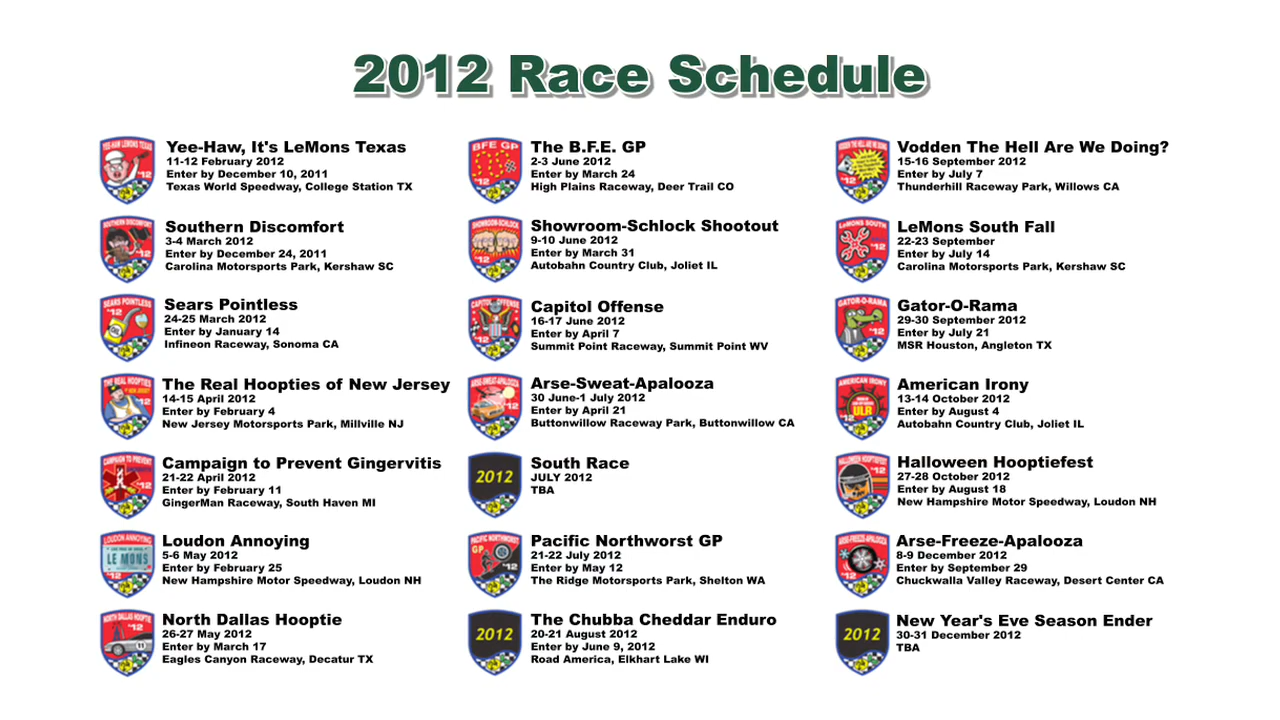 2012 Race Schedule
Yee-Haw, It's LeMons Texas
11-12 February 2012
Enter by December 10, 2011
Texas World Speedway, College Station TX
Southern Discomfort
3-4 March 2012
Enter by December 24, 2011
Carolina Motorsports Park, Kershaw SC
Sears Pointless
24-25 March 2012
Enter by January 14
Infineon Raceway, Sonoma CA
The Real Hoopties of New Jersey
14-15 April 2012
Enter by February 4
New Jersey Motorsports Park, Millville NJ
Campaign to Prevent Gingervitis
21-22 April 2012
Enter by February 11
GingerMan Raceway, South Haven MI
Loudon Annoying
5-6 May 2012
Enter by February 25
New Hampshire Motor Speedway, Loudon NH
North Dallas Hooptie
26-27 May 2012
Enter by March 17
Eagles Canyon Raceway, Decatur TX
The B.F.E. GP
2-3 June 2012
Enter by March 24
High Plains Raceway, Deer Trail CO
Showroom-Schlock Shootout
9-10 June 2012
Enter by March 31
Autobahn Country Club, Joliet IL
Capitol Offense
16-17 June 2012
Enter by April 7
Summit Point Raceway, Summit Point WV
Arse-Sweat-Apalooza
30 June-1 July 2012
Enter by April 21
Buttonwillow Raceway Park, Buttonwillow CA
2012
South Race
JULY 2012
TBA
Pacific Northworst GP
21-22 July 2012
Enter by May 12
The Ridge Motorsports Park, Shelton WA
2012
The Chubba Cheddar Enduro
20-21 August 2012
Enter by June 9, 2012
Road America, Elkhart Lake WI
Vodden The Hell Are We Doing?
15-16 September 2012
Enter by July 7
Thunderhill Raceway Park, Willows CA
LeMons South Fall
22-23 September
Enter by July 14
Carolina Motorsports Park, Kershaw SC
Gator-O-Rama
29-30 September 2012
Enter by July 21
MSR Houston, Angleton TX
American Irony
13-14 October 2012
Enter by August 4
Autobahn Country Club, Joliet IL
Halloween Hooptiefest
27-28 October 2012
Enter by August 18
New Hampshire Motor Speedway, Loudon NH
Arse-Freeze-Apalooza
8-9 December 2012
Enter by September 29
Chuckwalla Valley Raceway, Desert Center CA
2012
New Year's Eve Season Ender
30-31 December 2012
TBA